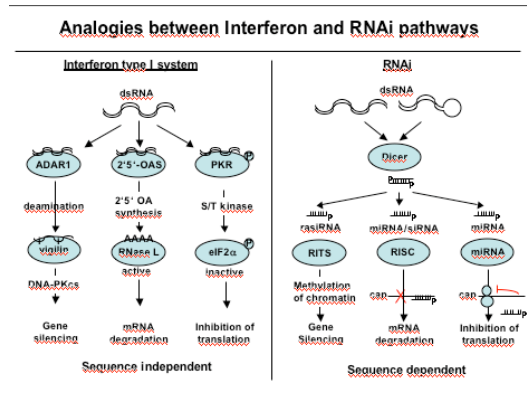 Analogies between Interferon and RNAi pathways
Interferon type I system
dsRNA
ADAR1
2'5'-OAS
PKR
P
deamination
2'5' OA
synthesis
S/T kinase
vigilin
AAAA
RNase L
eIF2α
P
DNA-PKcs
active
inactive
Gene
silencing
mRNA
degradation
Inhibition of
translation
Sequence independent
RNAi
dsRNA
Dicer
P
P
rasiRNA
miRNA/siRNA
miRNA
RITS
RISC
miRNA
Methylation
of chromatin
cap
P
cap
P
Gene
Silencing
mRNA
degradation
Inhibition of
translation
Sequence dependent